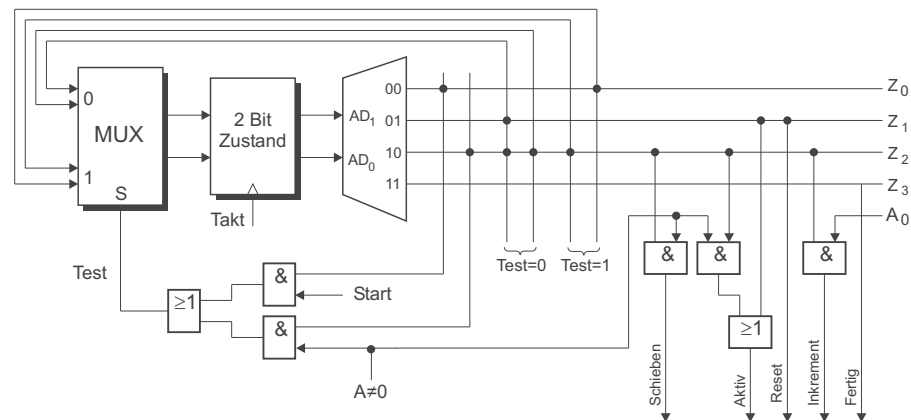 0
MUX
1
S
2 Bit
Zustand
Takt
AD1
AD0
00
01
10
11
Z0
Z1
Z2
Z3
A0
Test=0
Test=1
Test
≥1
&
Start
&
A≠0
&
&
&
≥1
Schieben
Aktiv
Reset
Inkrement
Fertig